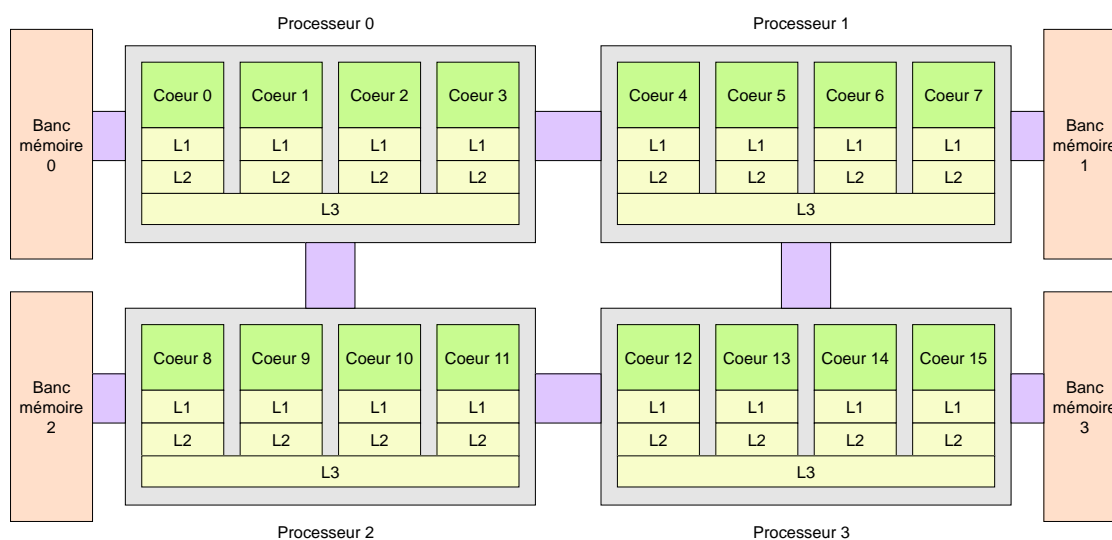 Processeur 0
Processeur 1
Banc
mémoire
0
Coeur 0
Coeur 1
Coeur 2
Coeur 3
L1
L1
L1
L1
L2
L2
L2
L2
L3
Coeur 4
Coeur 5
Coeur 6
Coeur 7
L1
L1
L1
L1
L2
L2
L2
L2
L3
Banc
mémoire
1
Banc
mémoire
2
Coeur 8
Coeur 9
Coeur 10
Coeur 11
L1
L1
L1
L1
L2
L2
L2
L2
L3
Coeur 12
Coeur 13
Coeur 14
Coeur 15
L1
L1
L1
L1
L2
L2
L2
L2
L3
Banc
mémoire
3
Processeur 2
Processeur 3